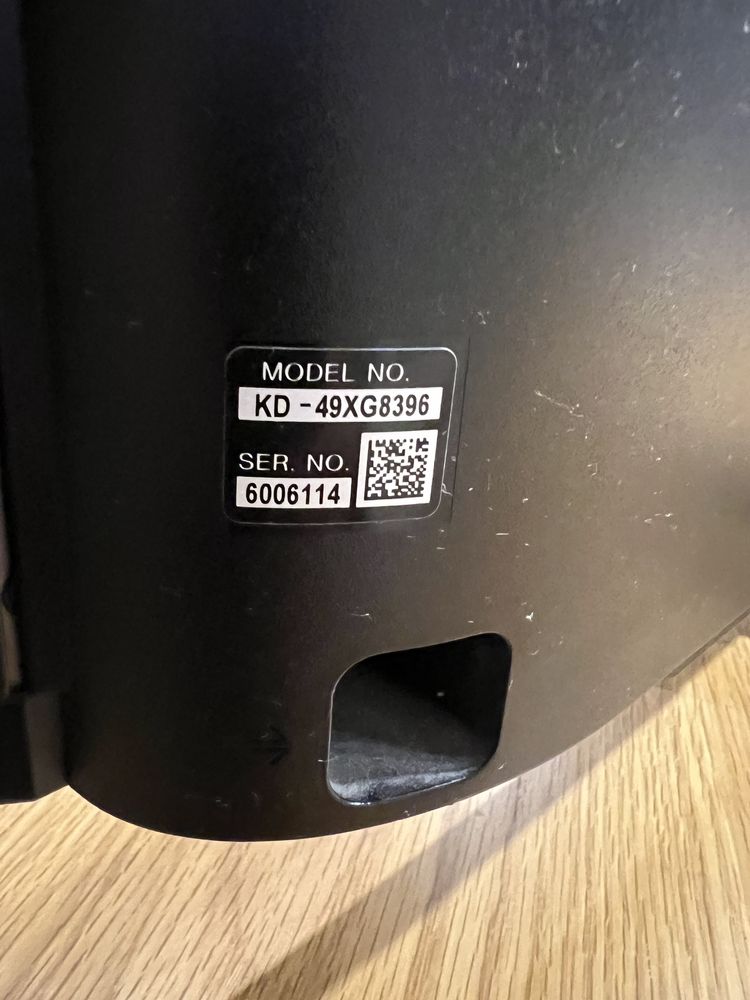 MODEL NO.
KD-49XG8396
SER. NO.
6006114